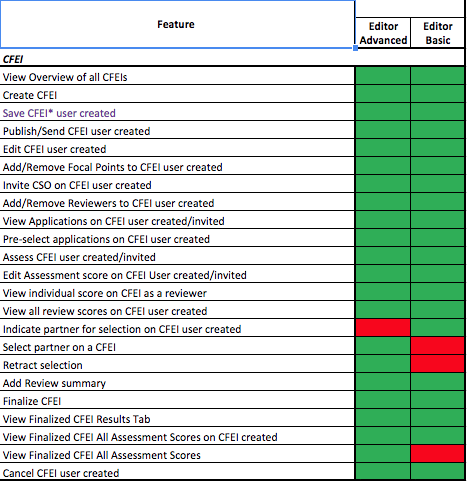 Feature
Editor Advanced
Editor Basic
CFEI
View Overview of all CFEIs
Create CFEI
Save CFEI* user created
Publish/Send CFEI user created
Edit CFEI user created
Add/Remove Focal Points to CFEI user created
Invite CSO on CFEI user created
Add/Remove Reviewers to CFEI user created
View Applications on CFEI user created/invited
Pre-select applications on CFEI user created
Assess CFEI user created/invited
Edit Assessment score on CFEI User created/invited
View individual score on CFEI as a reviewer
View all review scores on CFEI user created
Indicate partner for selection on CFEI user created
Select partner on a CFEI
Retract selection
Add Review summary
Finalize CFEI
View Finalized CFEI Results Tab
View Finalized CFEI All Assessment Scores on CFEI created
View Finalized CFEI All Assessment Scores
Cancel CFEI user created